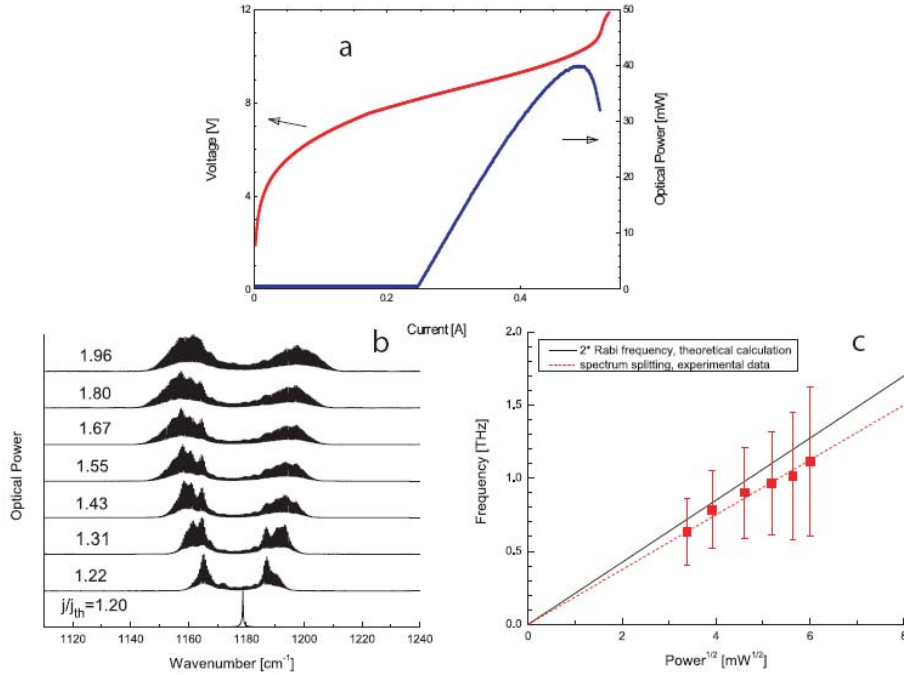 a
12
8
4
0
Voltage [V]
50
40
30
20
10
0
Optical Power [mW]
0
0.2
0.4
Current [A]
b
1.96
1.80
1.67
1.55
1.43
1.31
1.22
j/jth=1.20
Optical Power
1120 1140 1160 1180 1200 1220 1240
Wavenumber [cm-1]
c
2* Rabi frequency, theoretical calculation
spectrum splitting, experimental data
2.0
1.5
1.0
0.5
0.0
Frequency [THz]
0 2 4 6 8
Power1/2 [mW1/2]